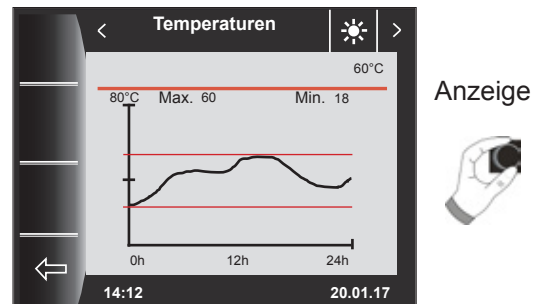 < Temperaturen >
60°C
80°C Max. 60 Min. 18
Anzeige
0h 12h 24h
14:12 20.01.17